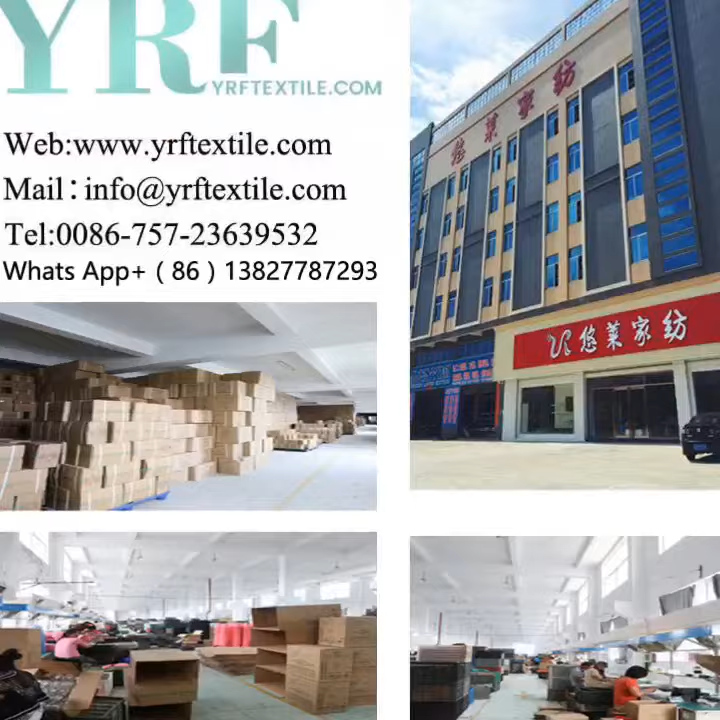 YRF
YRFTEXTILE.COM
Web:www.yrftextile.com
Mail：info@yrftextile.com
Tel:0086-757-23639532
Whats App+（86）13827787293
悠莱家纺
悠莱家纺